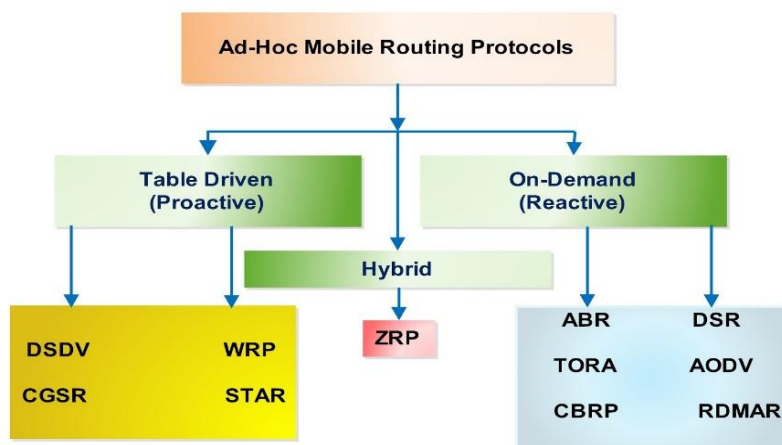 Ad-Hoc Mobile Routing Protocols
Table Driven
(Proactive)
On-Demand
(Reactive)
Hybrid
ZRP
DSDV WRP
CGSR STAR
ABR DSR
TORA AODV
CBRP RDMAR